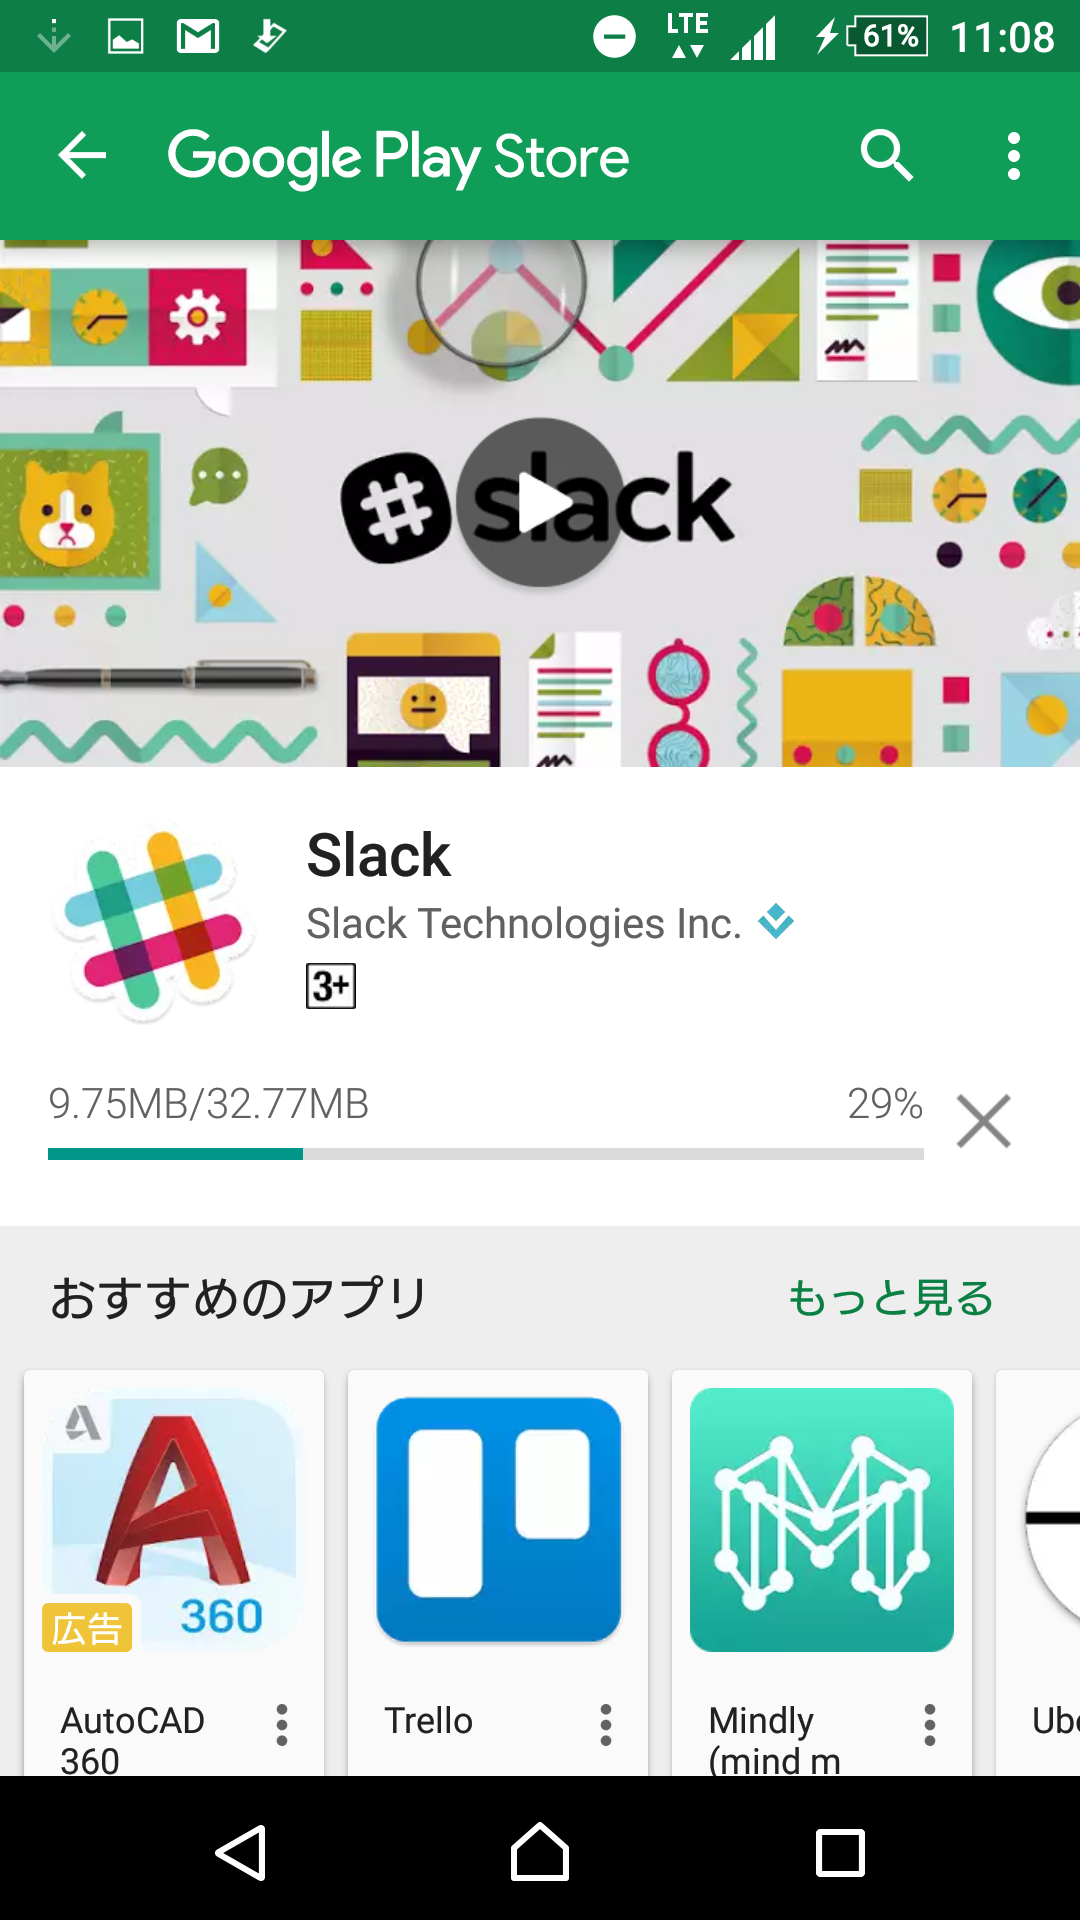 LTE
61%
11:08
Google Play Store
slack
Slack
Slack Technologies Inc.
3+
9.75MB/32.77MB
29%
おすすめのアプリ
もっと見る
360
広告
AutoCAD
360
Trello
Mindly
(mind m
Ub